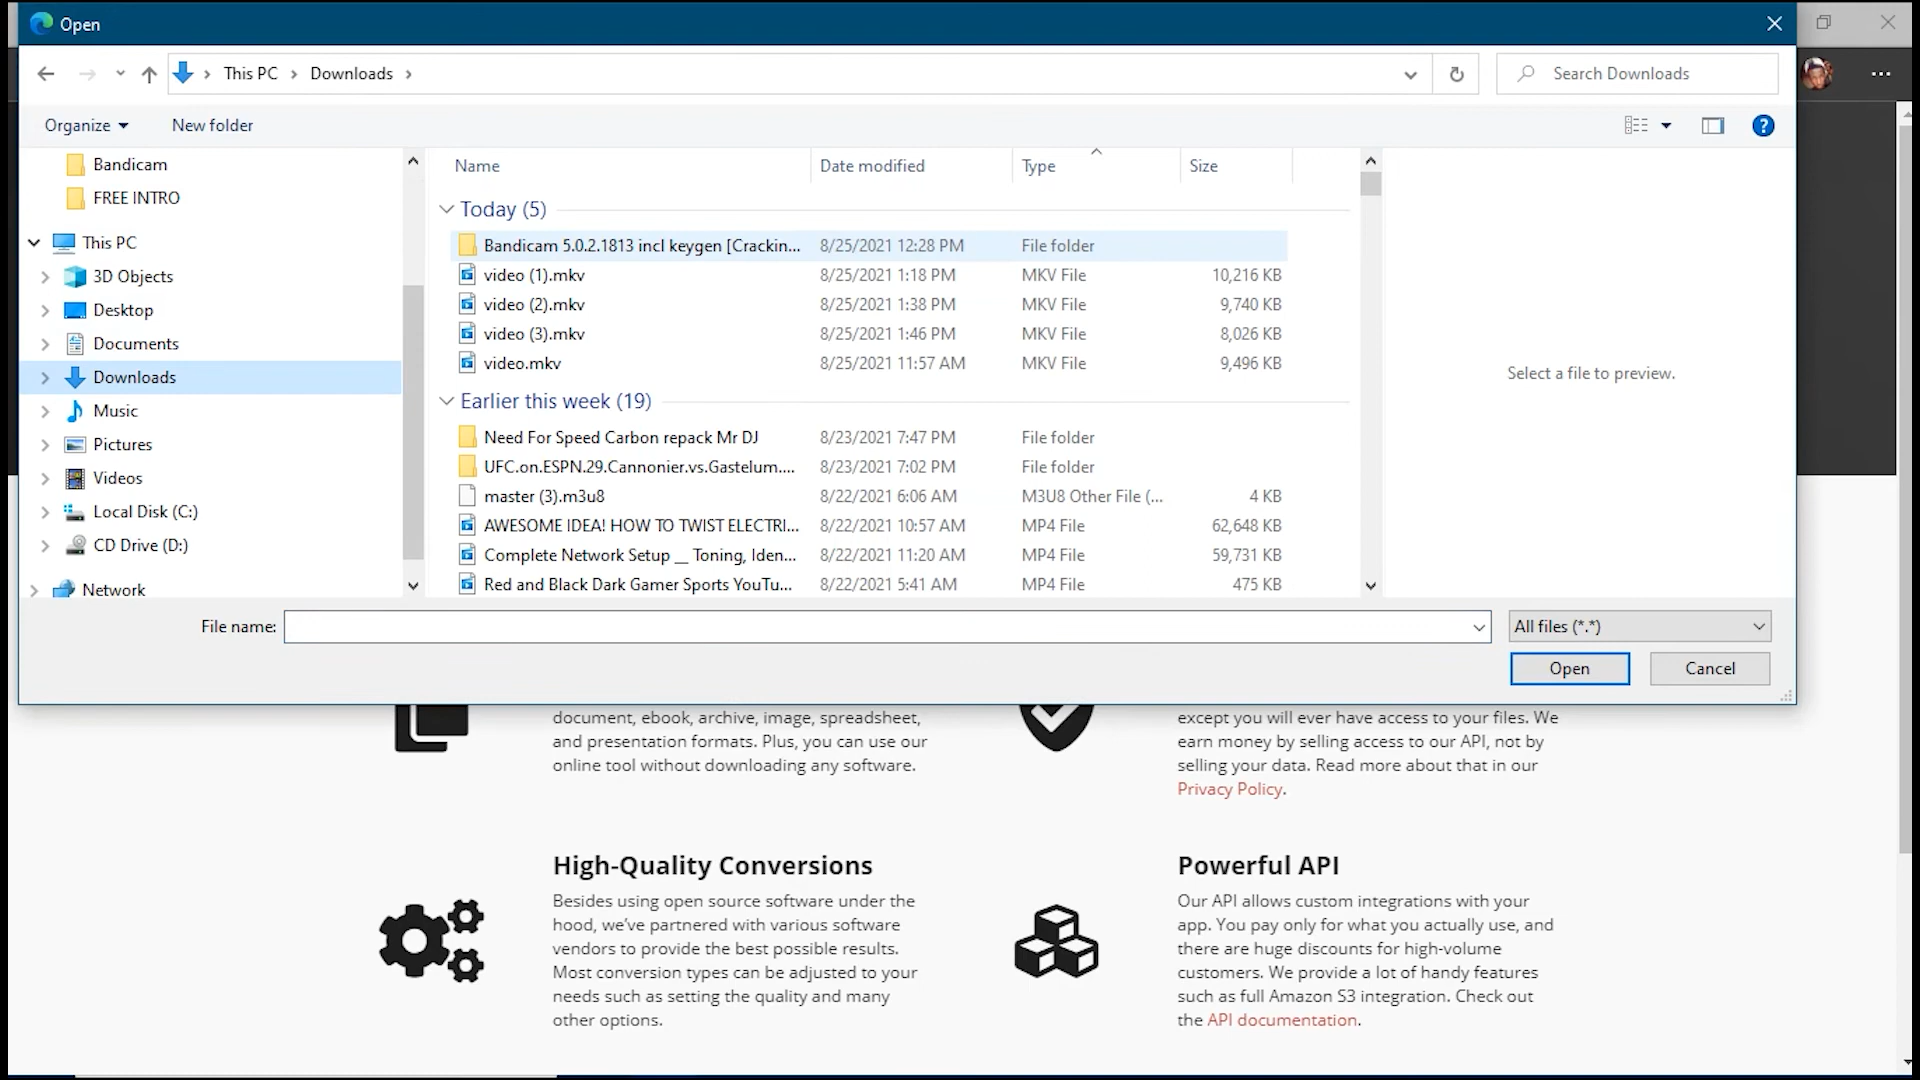 Open
This PC
Downloads
Search Downloads
Organize
New folder
?
Bandicam
FREE INTRO
This PC
3D Objects
Desktop
Documents
Downloads
Music
Pictures
Videos
Local Disk (C:)
CD Drive (D:)
Network
Name Date modified Type Size
Today (5)
Bandicam 5.0.2.1813 incl keygen [Crackin... 8/25/2021 12:28 PM File folder
video (1).mkv 8/25/2021 1:18 PM MKV File 10,216 KB
video (2).mkv 8/25/2021 1:38 PM MKV File 9,740 KB
video (3).mkv 8/25/2021 1:46 PM MKV File 8,026 KB
video.mkv 8/25/2021 11:57 AM MKV File 9,496 KB
Earlier this week (19)
Need For Speed Carbon repack Mr DJ 8/23/2021 7:47 PM File folder
UFC.on.ESPN.29.Cannonier.vs.Gastelum.... 8/23/2021 7:02 PM File folder
master (3).m3u8 8/22/2021 6:06 AM M3U8 Other File (... 4 KB
AWESOME IDEA! HOW TO TWIST ELECTRI... 8/22/2021 10:57 AM MP4 File 62,648 KB
Complete Network Setup __ Toning, Iden... 8/22/2021 11:20 AM MP4 File 59,731 KB
Red and Black Dark Gamer Sports YouTu... 8/22/2021 5:41 AM MP4 File 475 KB
Select a file to preview.
File name:
All files (*.*)
Open
Cancel
document, ebook, archive, image, spreadsheet,
and presentation formats. Plus, you can use our
online tool without downloading any software.
except you will ever have access to your files. We
earn money by selling access to our API, not by
selling your data. Read more about that in our
Privacy Policy.
High-Quality Conversions
Besides using open source software under the
hood, we've partnered with various software
vendors to provide the best possible results.
Most conversion types can be adjusted to your
needs such as setting the quality and many
other options.
Powerful API
Our API allows custom integrations with your
app. You pay only for what you actually use, and
there are huge discounts for high-volume
customers. We provide a lot of handy features
such as full Amazon S3 integration. Check out
the API documentation.